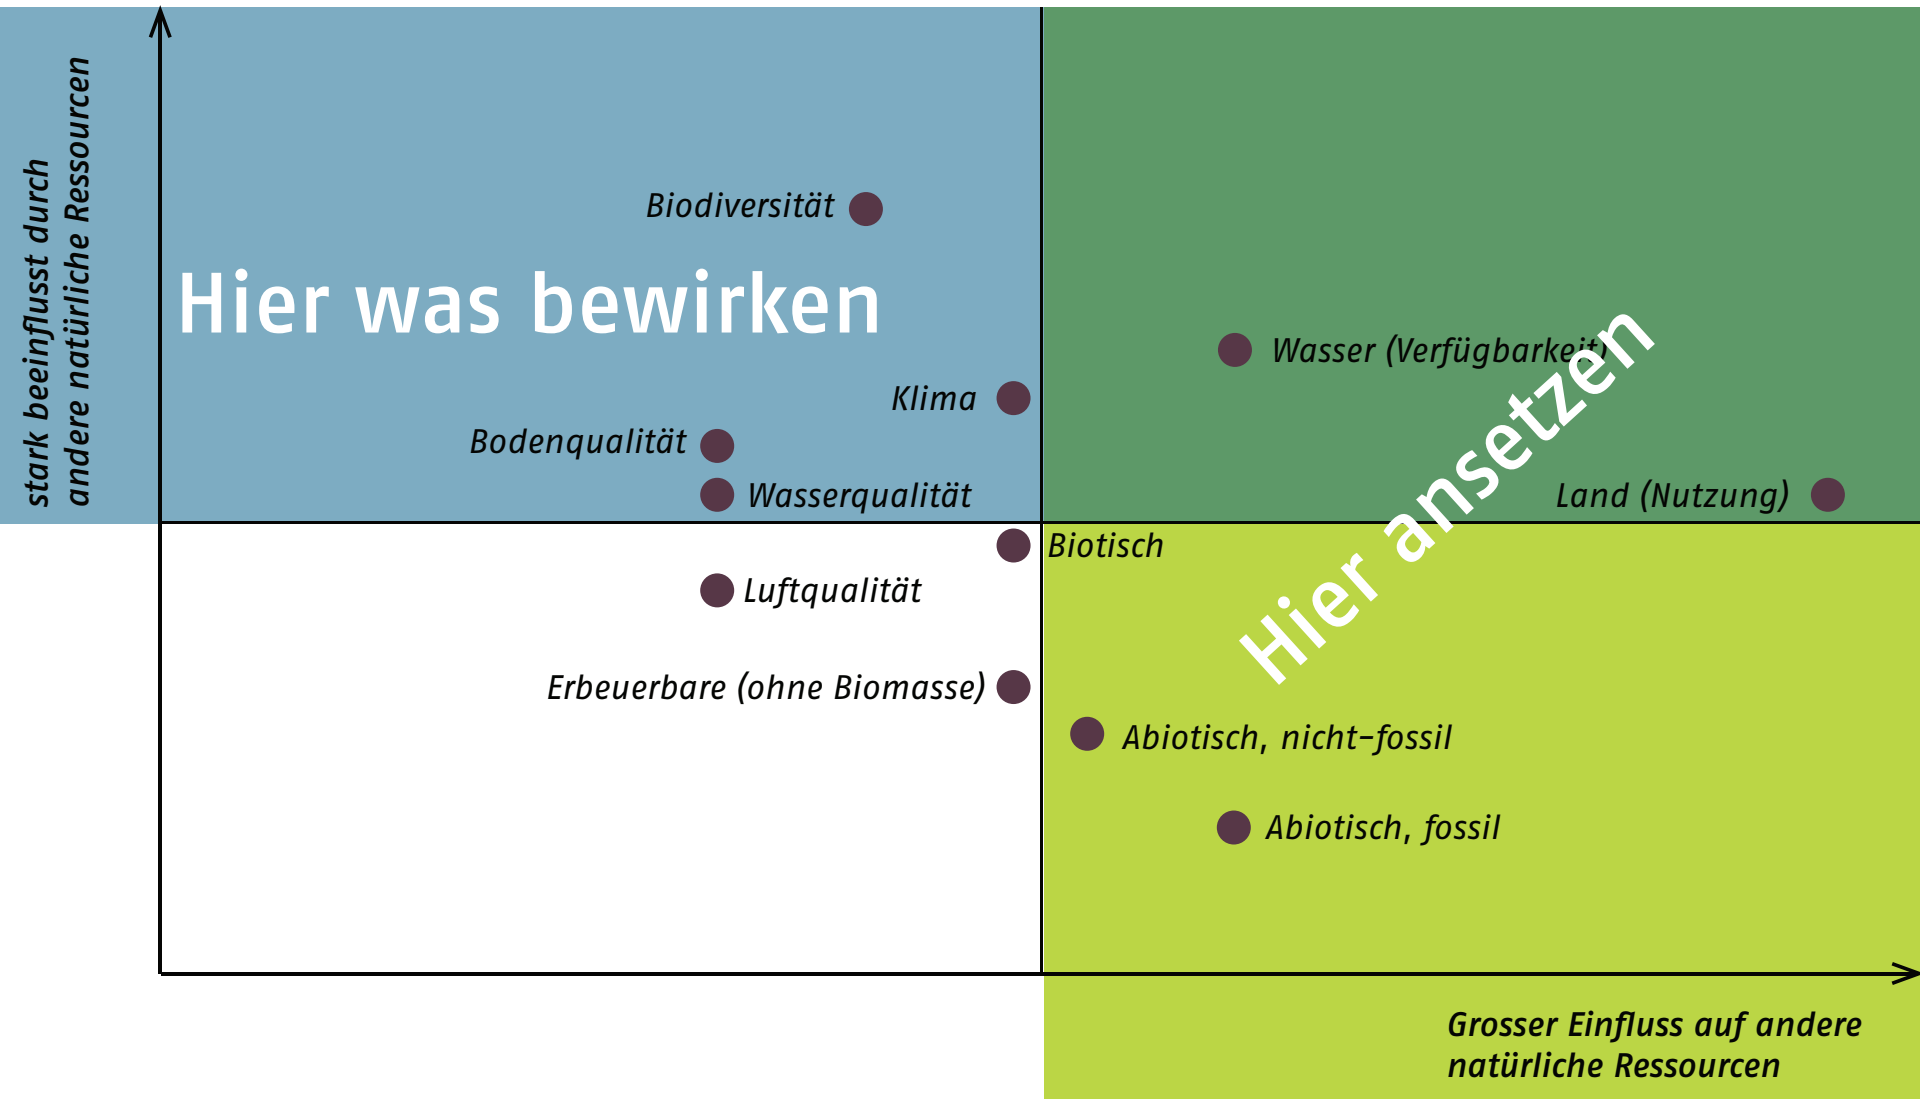 stark beeinflusst durch
andere natürliche Ressourcen
Biodiversität
Hier was bewirken
Wasser (Verfügbarkeit)
Klima
Bodenqualität
Wasserqualität
Land (Nutzung)
Hier ansetzen
Biotisch
Luftqualität
Erbeuerbare (ohne Biomasse)
Abiotisch, nicht-fossil
Abiotisch, fossil
Grosser Einfluss auf andere
natürliche Ressourcen